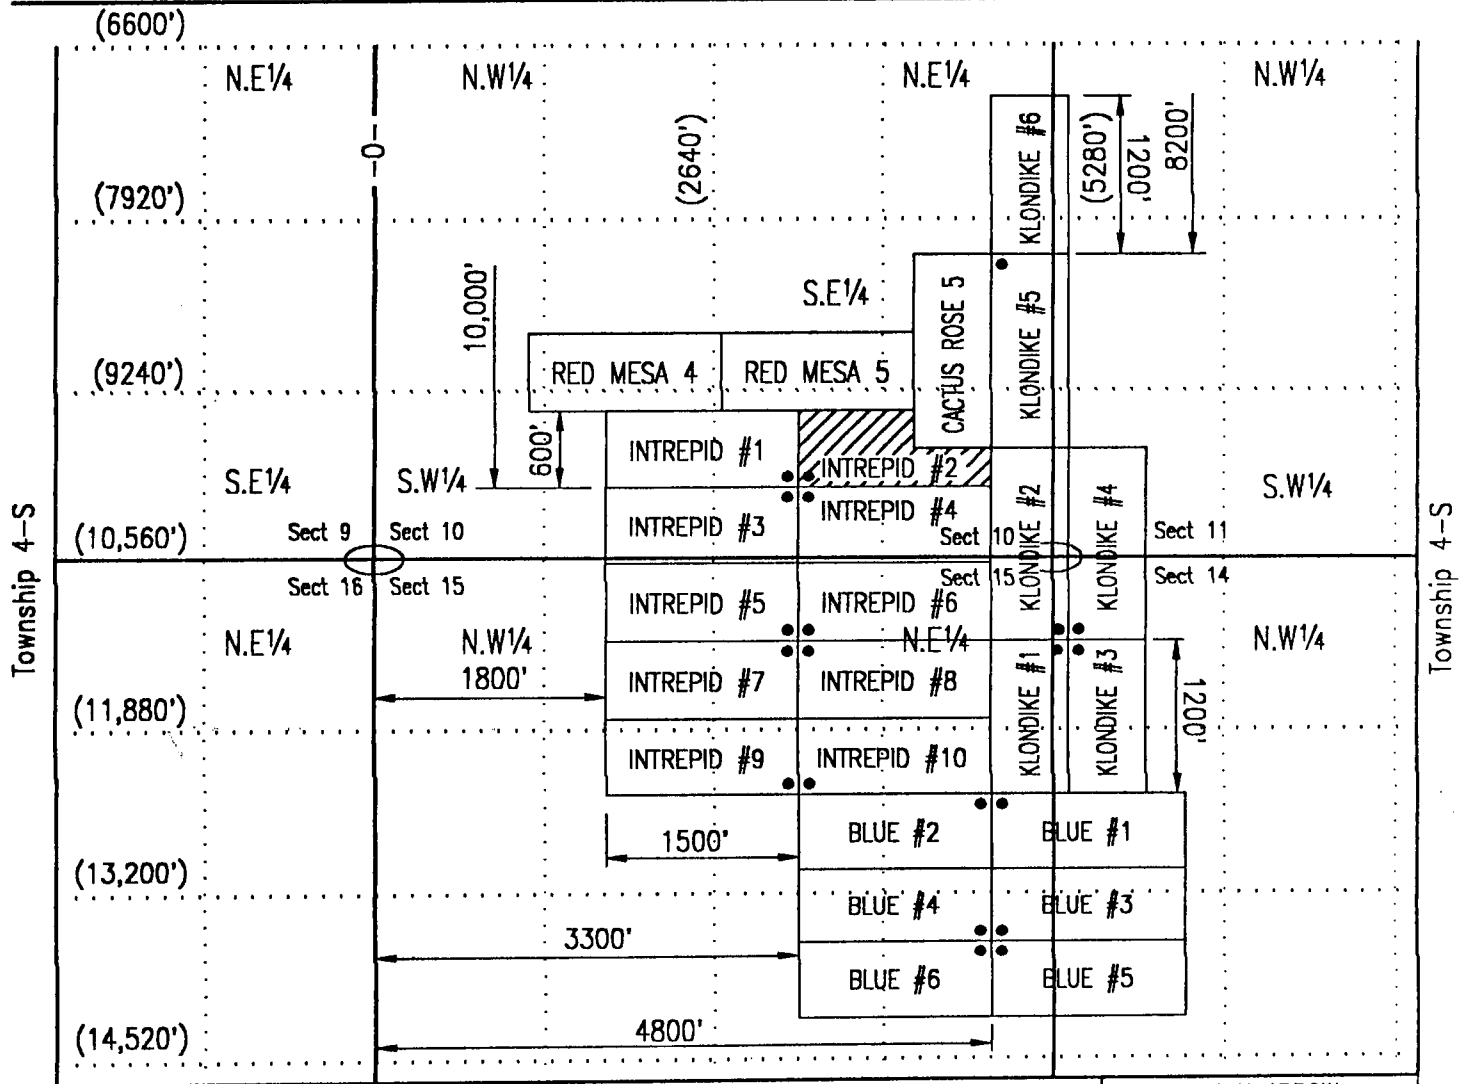 (6600')
N.E1/4
N.W1/4
N.E1/4
N.W1/4
-0-
(2640')
KLONDIKE #6
(5280')
1200'
8200'
(7920')
10,000'
S.E1/4
CACTUS ROSE 5
KLONDIKE #5
(9240')
RED MESA 4
RED MESA 5
600'
INTREPID #1
INTREPID #2
S.E1/4
S.W1/4
S.W1/4
KLONDIKE #2
KLONDIKE #4
INTREPID #3
INTREPID #4
Township 4-S
Township 4-S
(10,560')
Sect 9
Sect 10
Sect 10
Sect 11
Sect 16
Sect 15
Sect 15
Sect 14
INTREPID #5
INTREPID #6
N.E1/4
N.W1/4
N.E1/4
N.W1/4
1800'
INTREPID #7
INTREPID #8
KLONDIKE #1
KLONDIKE #3
1200'
(11,880')
INTREPID #9
INTREPID #10
1500'
BLUE #2
BLUE #1
(13,200')
BLUE #4
BLUE #3
3300'
BLUE #6
BLUE #5
(14,520')
4800'